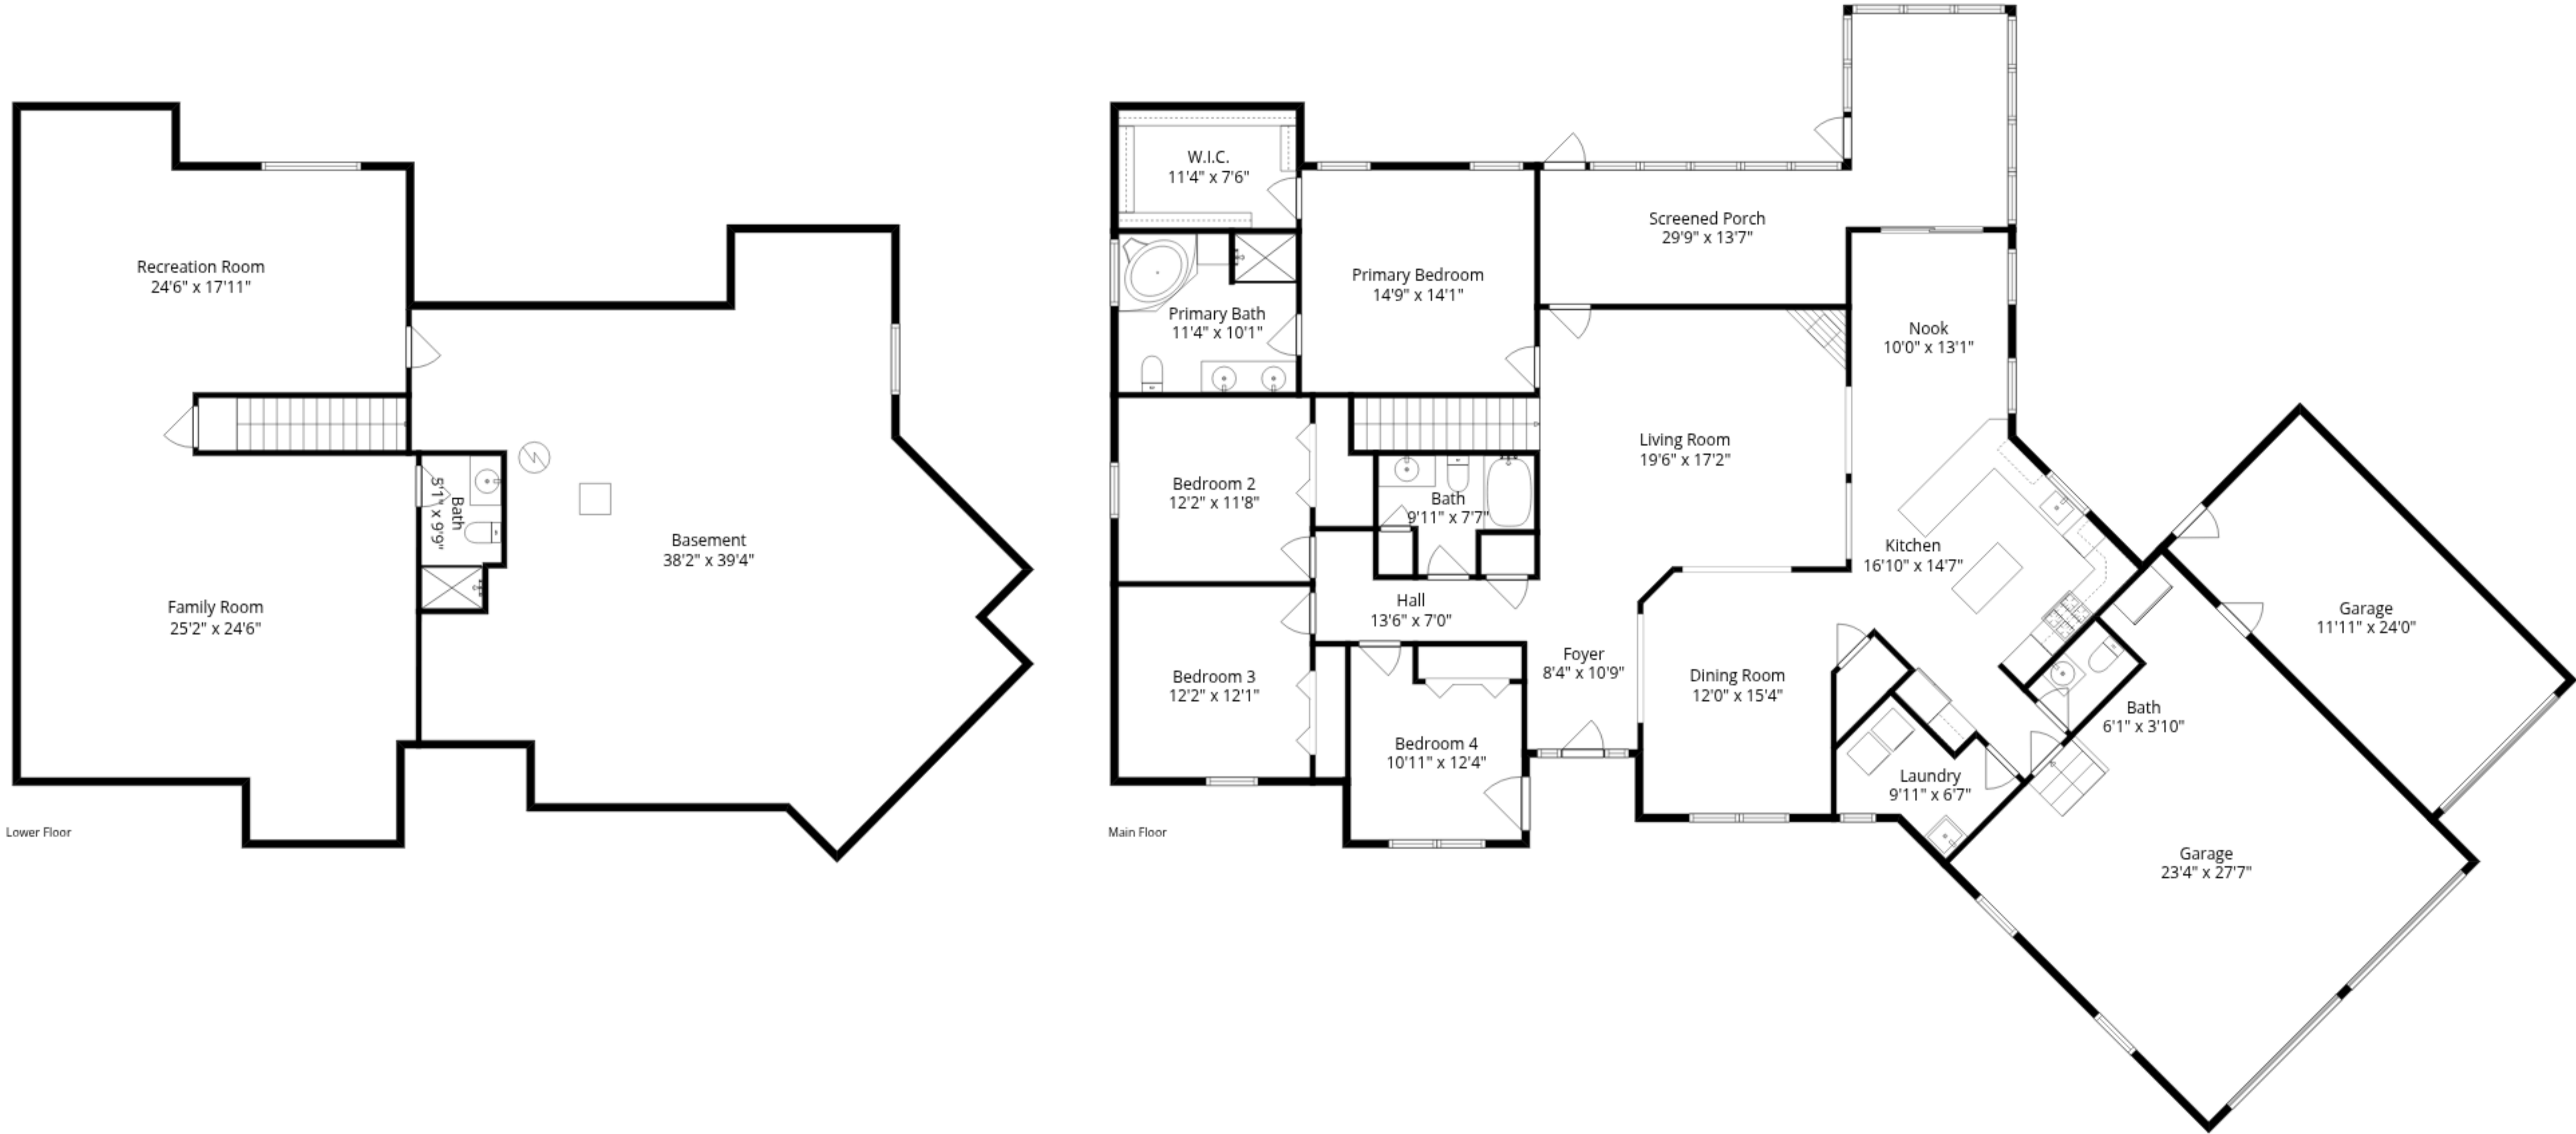 Recreation Room
24'6" x 17'11"
Family Room
25'2" x 24'6"
Bath
5'1" x 9'9"
Basement
38'2" x 39'4"
Lower Floor
W.I.C.
11'4" x 7'6"
Primary Bath
11'4" x 10'1"
Primary Bedroom
14'9" x 14'1"
Screened Porch
29'9" x 13'7"
Nook
10'0" x 13'1"
Living Room
19'6" x 17'2"
Bedroom 2
12'2" x 11'8"
Bath
9'11" x 7'7"
Kitchen
16'10" x 14'7"
Hall
13'6" x 7'0"
Garage
11'11" x 24'0"
Foyer
8'4" x 10'9"
Bedroom 3
12'2" x 12'1"
Dining Room
12'0" x 15'4"
Bath
6'1" x 3'10"
Bedroom 4
10'11" x 12'4"
Laundry
9'11" x 6'7"
Garage
23'4" x 27'7"
Main Floor